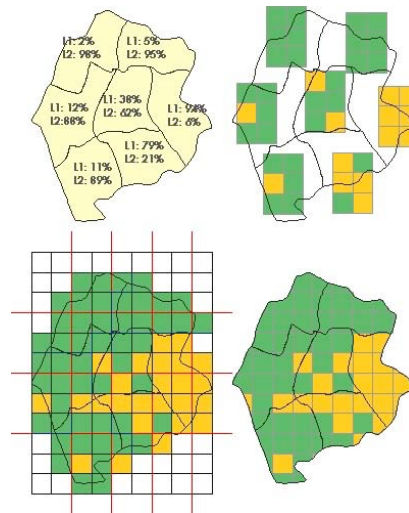 L1: 2%
L2: 98%
L1: 5%
L2: 95%
L1: 12%
L2:88%
L1: 38%
L2: 62%
L1: 94%
L2: 6%
L1: 79%
L2: 21%
L1: 11%
L2: 89%